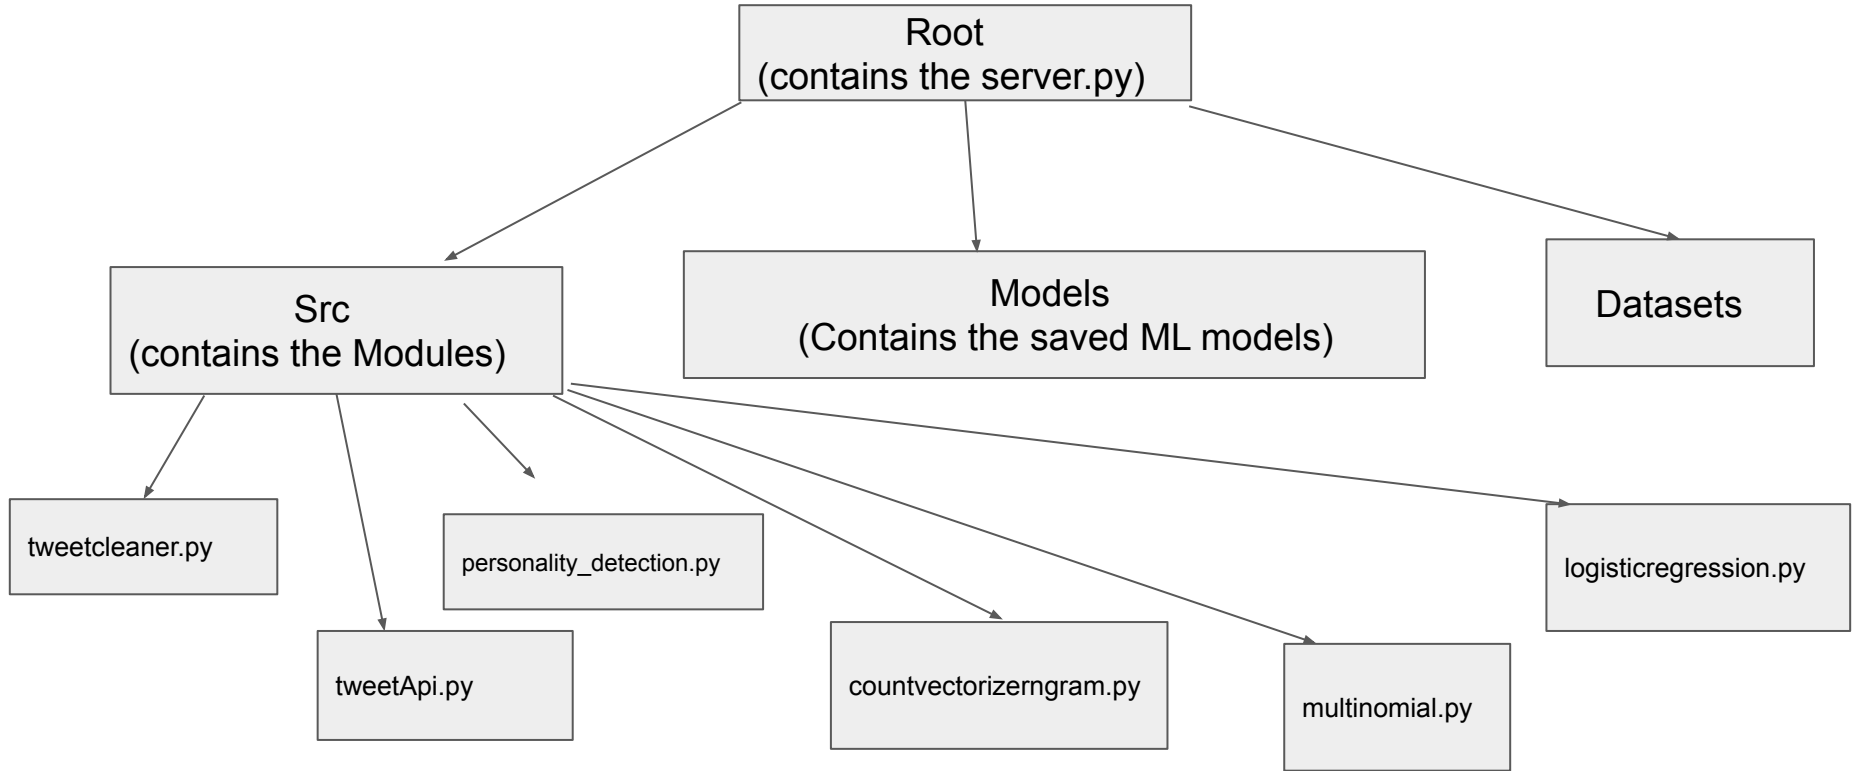 Root
(contains the server.py)
Src
(contains the Modules)
Models
(Contains the saved ML models)
Datasets
tweetcleaner.py
tweetApi.py
personality_detection.py
countvectorizerngram.py
multinomial.py
logisticregression.py